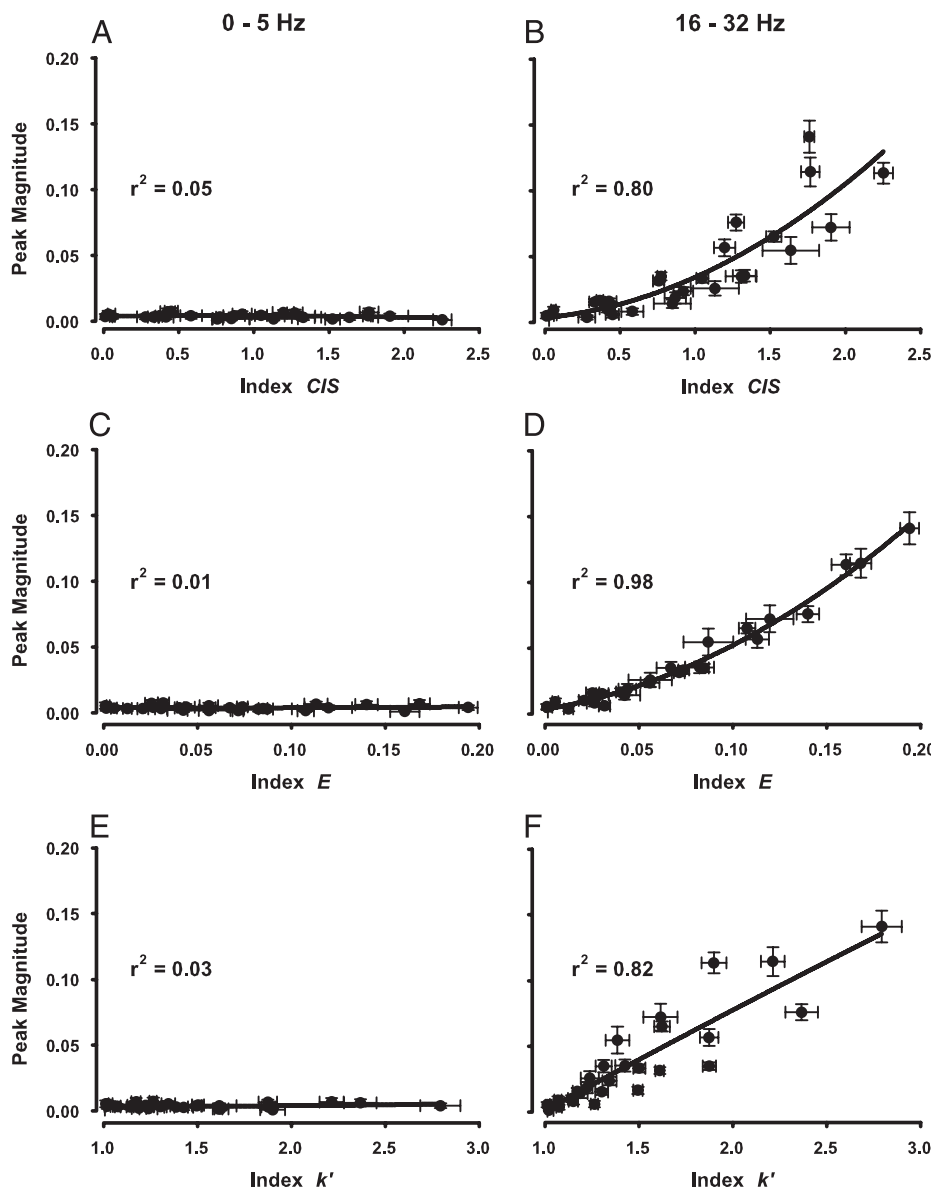 A 0 - 5 Hz
B 16 - 32 Hz
Peak Magnitude
0.20
0.15
0.10
0.05
0.00
r² = 0.05
0.0 0.5 1.0 1.5 2.0 2.5
Index CIS
r² = 0.80
0.0 0.5 1.0 1.5 2.0 2.5
Index CIS
C
D
Peak Magnitude
0.20
0.15
0.10
0.05
0.00
r² = 0.01
0.00 0.05 0.10 0.15 0.20
Index E
r² = 0.98
0.00 0.05 0.10 0.15 0.20
Index E
E
F
Peak Magnitude
0.20
0.15
0.10
0.05
0.00
r² = 0.03
1.0 1.5 2.0 2.5 3.0
Index k'
r² = 0.82
1.0 1.5 2.0 2.5 3.0
Index k'